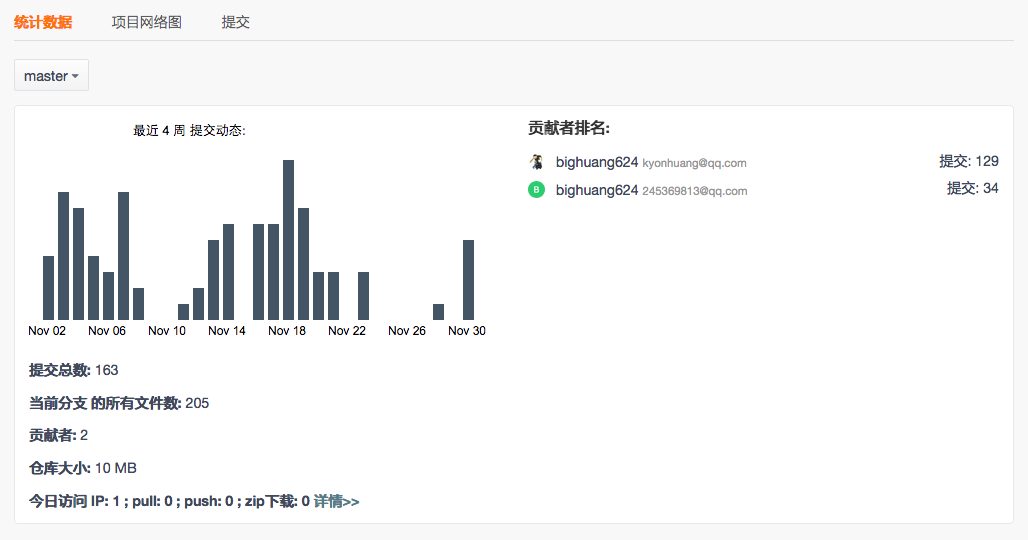 统计数据 项目网络图 提交
master
最近 4 周 提交动态:
Nov 02 Nov 06 Nov 10 Nov 14 Nov 18 Nov 22 Nov 26 Nov 30
提交总数: 163
当前分支 的所有文件数: 205
贡献者: 2
仓库大小: 10 MB
今日访问 IP: 1 ; pull: 0 ; push: 0 ; zip下载: 0 详情>>
贡献者排名:
bighuang624 kyonhuang@qq.com 提交: 129
B bighuang624 245369813@qq.com 提交: 34